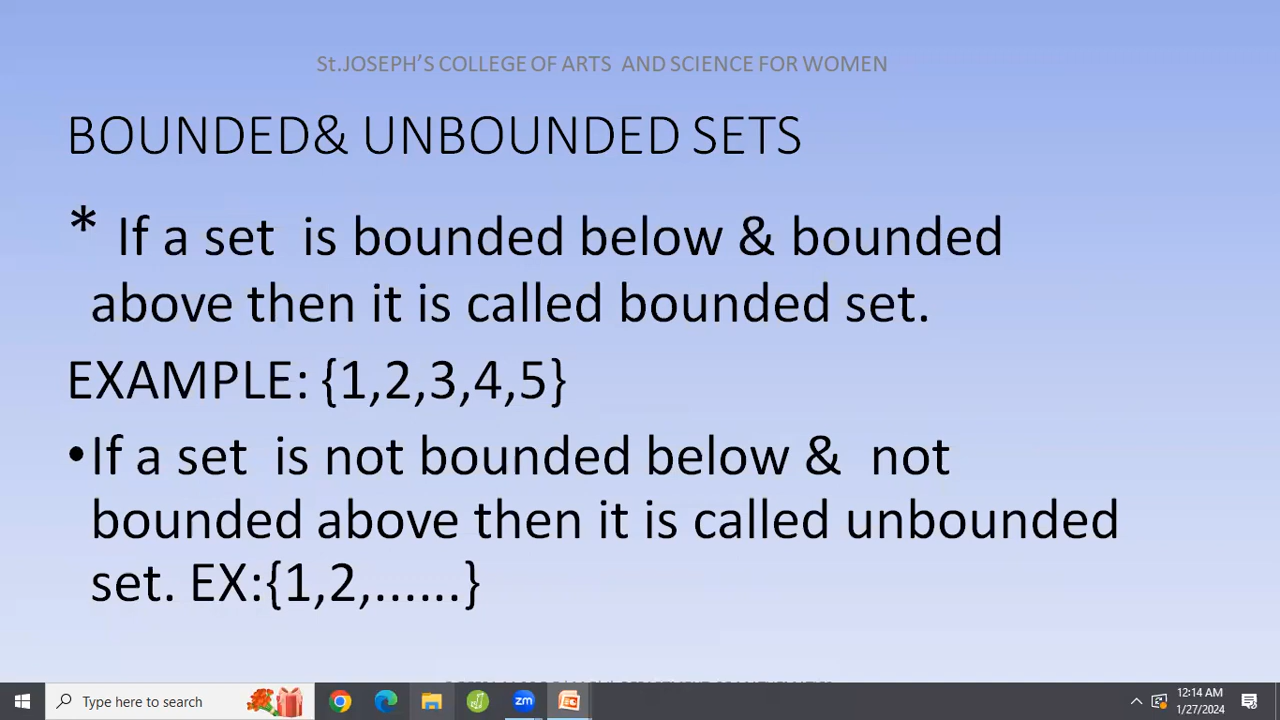 St.JOSEPH'S COLLEGE OF ARTS AND SCIENCE FOR WOMEN
BOUNDED& UNBOUNDED SETS
* If a set is bounded below & bounded
above then it is called bounded set.
EXAMPLE: {1,2,3,4,5}
•If a set is not bounded below & not
bounded above then it is called unbounded
set. EX:{1,2,......}
Type here to search
zm
12:14 AM
1/27/2024